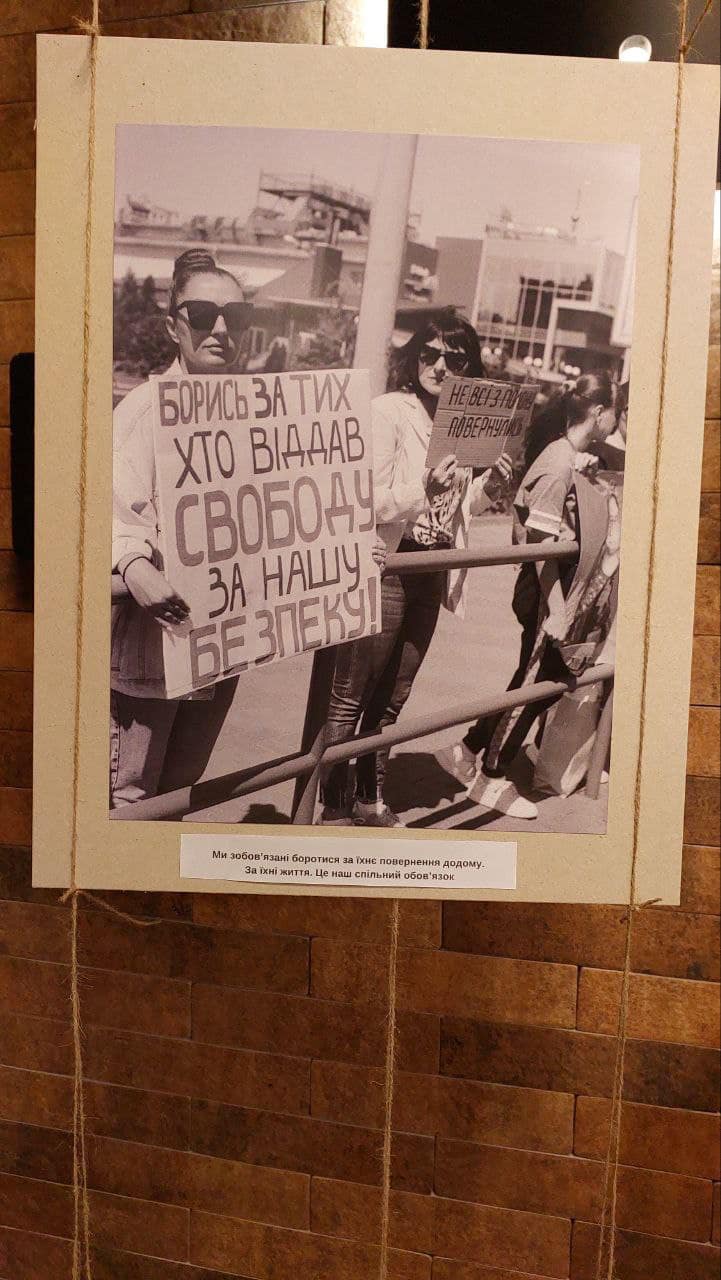 БОРИСЬ ЗА ТИХ
ХТО ВІДДАВ
СВОБОДУ
ЗА НАШУ
БЕЗПЕКУ!
НЕ ВСІ З
ПОВЕРНУЛИСЬ
Ми зобов'язані боротися за їхнє повернення додому.
За їхні життя. Це наш спільний обов'язок